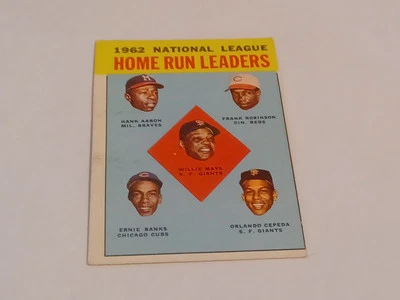 1962 NATIONAL LEAGUE
HOME RUN LEADERS
HANK AARON
MIL. BRAVES
FRANK ROBINSON
CIN. REDS
WILLIE MAYS
S. F. GIANTS
ERNIE BANKS
CHICAGO CUBS
ORLANDO CEPEDA
S. F. GIANTS